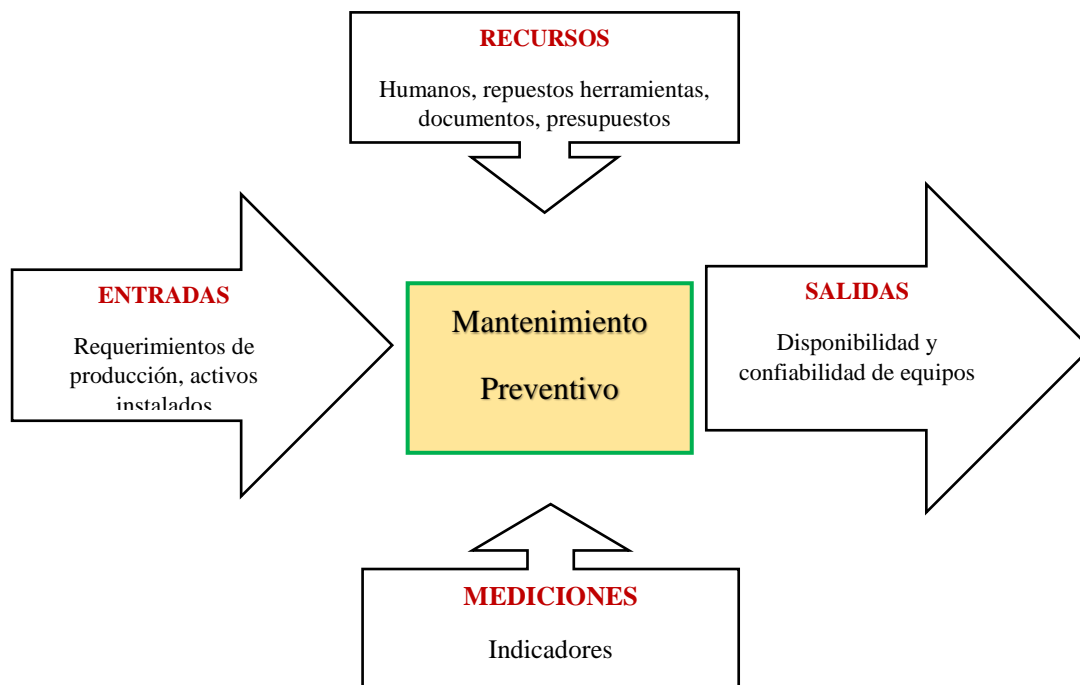 RECURSOS
Humanos, repuestos herramientas,
documentos, presupuestos
ENTRADAS
Requerimientos de
producción, activos
instalados
Mantenimiento
Preventivo
SALIDAS
Disponibilidad y
confiabilidad de equipos
MEDICIONES
Indicadores